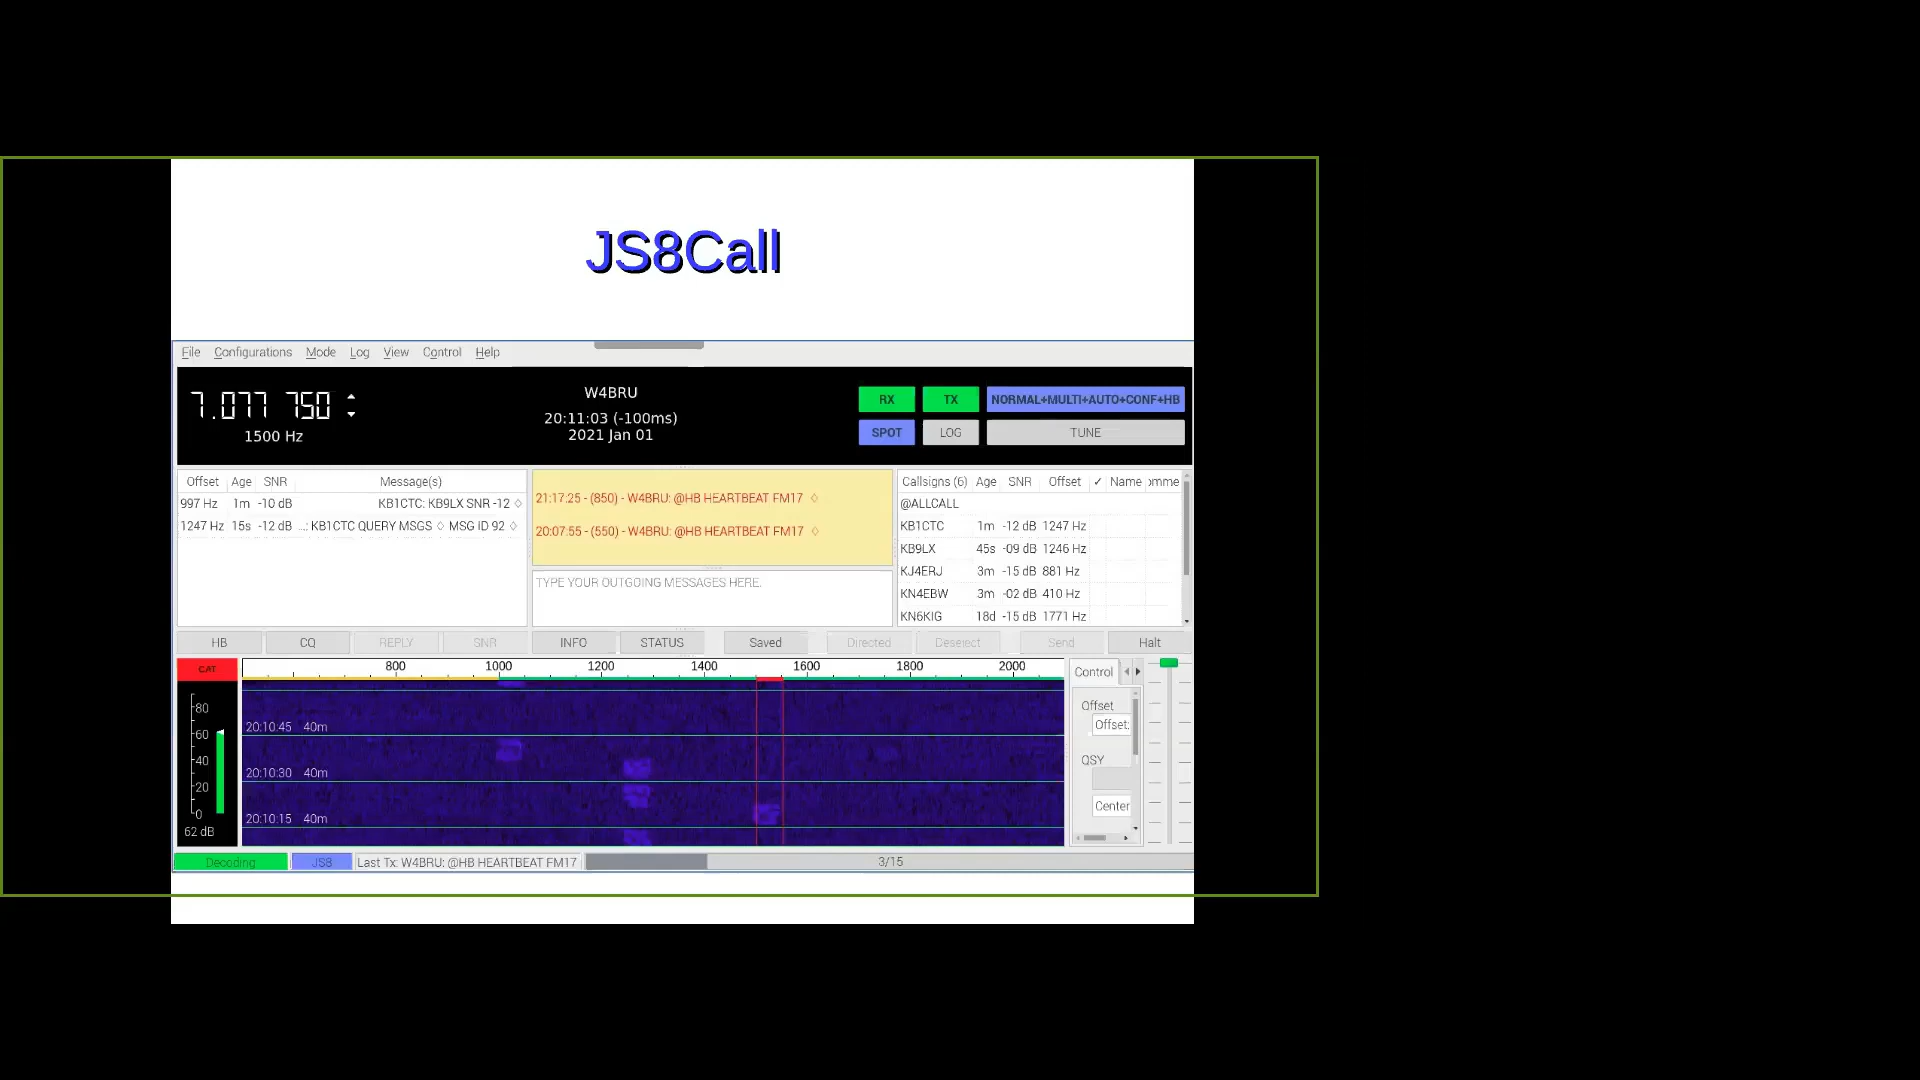 JS8Call
File Configurations Mode Log View Control Help
7.077 750
1500 Hz
W4BRU
20:11:03 (-100ms)
2021 Jan 01
RX TX NORMAL+MULTI+AUTO+CONF+HB
SPOT LOG TUNE
Offset Age SNR Message(s)
997 Hz 1m -10 dB KB1CTC: KB9LX SNR -12 ♢
1247 Hz 15s -12 dB ...: KB1CTC QUERY MSGS ♢ MSG ID 92 ♢
21:17:25 - (850) - W4BRU: @HB HEARTBEAT FM17 ♢
20:07:55 - (550) - W4BRU: @HB HEARTBEAT FM17 ♢
TYPE YOUR OUTGOING MESSAGES HERE.
Callsigns (6) Age SNR Offset ✓ Name omme
@ALLCALL
KB1CTC 1m -12 dB 1247 Hz
KB9LX 45s -09 dB 1246 Hz
KJ4ERJ 3m -15 dB 881 Hz
KN4EBW 3m -02 dB 410 Hz
KN6KIG 18d -15 dB 1771 Hz
HB CQ REPLY SNR INFO STATUS Saved Directed Deselect Send Halt
CAT
80
60
40
20
0
62 dB
800 1000 1200 1400 1600 1800 2000
20:10:45 40m
20:10:30 40m
20:10:15 40m
Control
Offset
Offset:
QSY
Center
Decoding JS8 Last Tx: W4BRU: @HB HEARTBEAT FM17 3/15